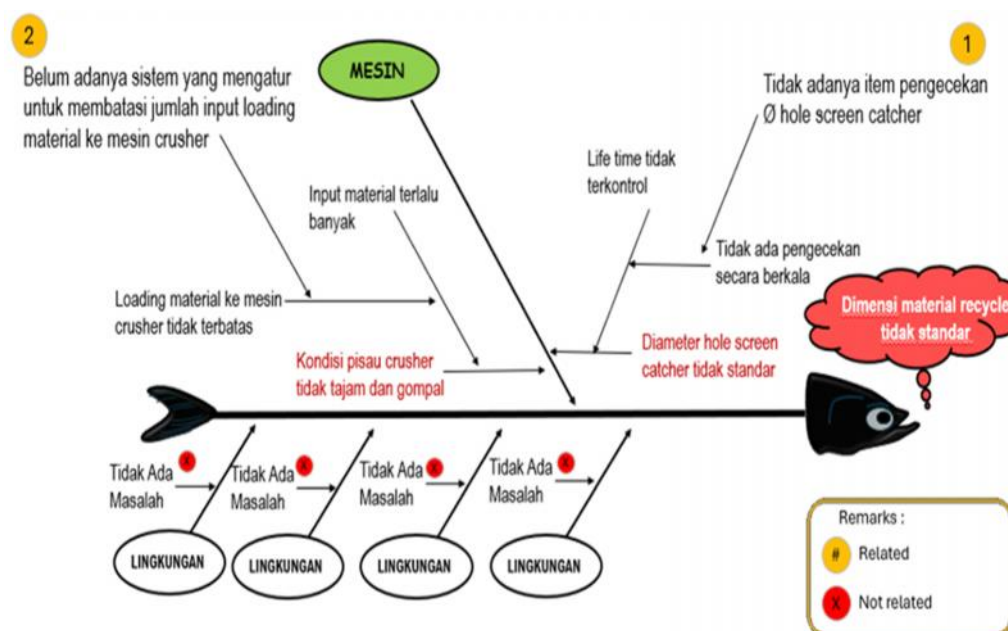 2
Belum adanya sistem yang mengatur
untuk membatasi jumlah input loading
material ke mesin crusher
MESIN
1
Tidak adanya item pengecekan
Ø hole screen catcher
Life time tidak
terkontrol
Input material terlalu
banyak
Tidak ada pengecekan
secara berkala
Loading material ke mesin
crusher tidak terbatas
Dimensi material recycle
tidak standar
Kondisi pisau crusher
tidak tajam dan gompal
Diameter hole screen
catcher tidak standar
Tidak Ada
Masalah
X
Tidak Ada
Masalah
X
Tidak Ada
Masalah
X
Tidak Ada
Masalah
X
LINGKUNGAN
LINGKUNGAN
LINGKUNGAN
LINGKUNGAN
Remarks :
# Related
X Not related